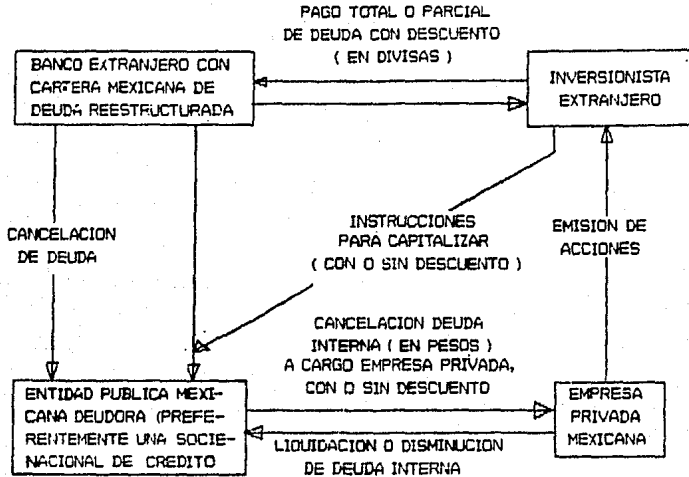 PAGO TOTAL O PARCIAL
DE DEUDA CON DESCUENTO
( EN DIVISAS )
BANCO EXTRANJERO CON
CARTERA MEXICANA DE
DEUDA REESTRUCTURADA
INVERSIONISTA
EXTRANJERO
CANCELACION
DE DEUDA
INSTRUCCIONES
PARA CAPITALIZAR
( CON O SIN DESCUENTO )
EMISION DE
ACCIONES
CANCELACION DEUDA
INTERNA ( EN PESOS )
A CARGO EMPRESA PRIVADA,
CON O SIN DESCUENTO
ENTIDAD PUBLICA MEXI-
CANA DEUDORA (PREFE-
RENTEMENTE UNA SOCIE-
NACIONAL DE CREDITO
EMPRESA
PRIVADA
MEXICANA
LIQUIDACION O DISMINUCION
DE DEUDA INTERNA